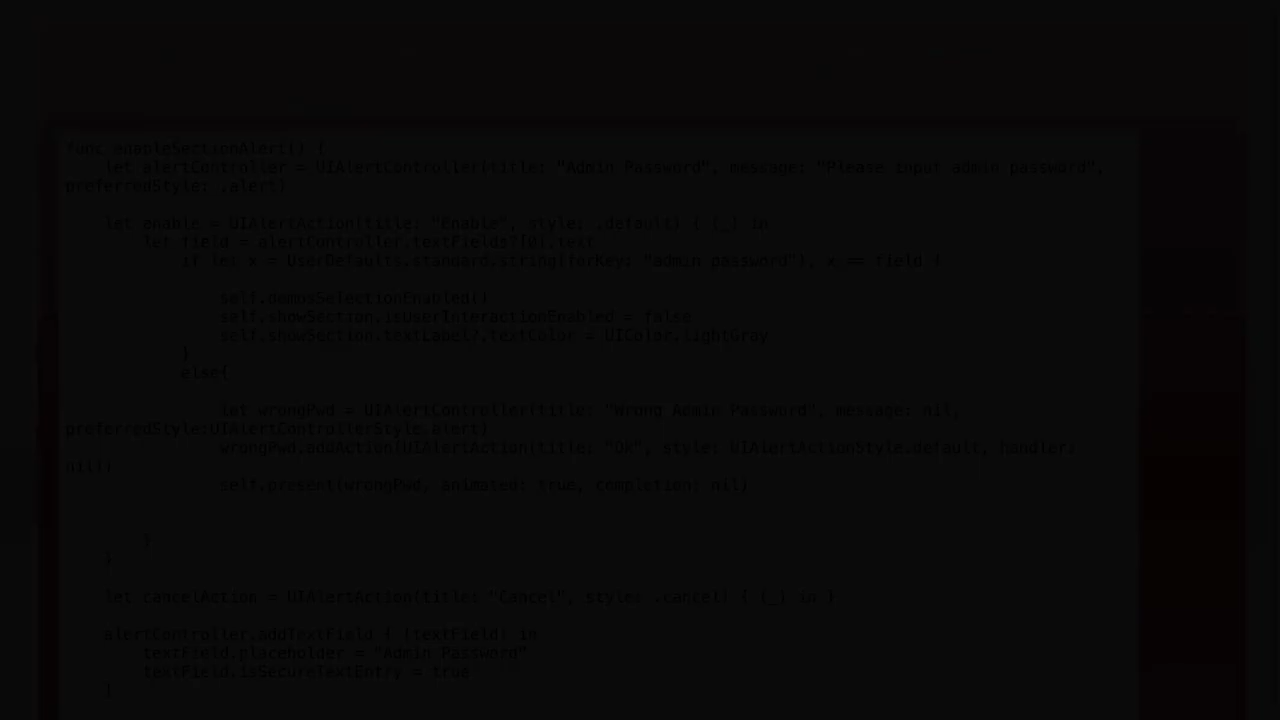 func enableSectionAlert() {
let alertController = UIAlertController(title: "Admin Password", message: "Please input admin password",
preferredStyle: .alert)
let enable = UIAlertAction(title: "Enable", style: .default) { (_) in
let field = alertController.textFields?[0].text
if let x = UserDefaults.standard.string(forKey: "admin password"), x == field {
self.demosSelectionEnabled()
self.showSection.isUserInteractionEnabled = false
self.showSection.textLabel?.textColor = UIColor.lightGray
}
else{
let wrongPwd = UIAlertController(title: "Wrong Admin Password", message: nil,
preferredStyle:UIAlertControllerStyle.alert)
wrongPwd.addAction(UIAlertAction(title: "Ok", style: UIAlertActionStyle.default, handler:
nil))
self.present(wrongPwd, animated: true, completion: nil)
}
}
let cancelAction = UIAlertAction(title: "Cancel", style: .cancel) { (_) in }
alertController.addTextField { (textField) in
textField.placeholder = "Admin Password"
textField.isSecureTextEntry = true
}